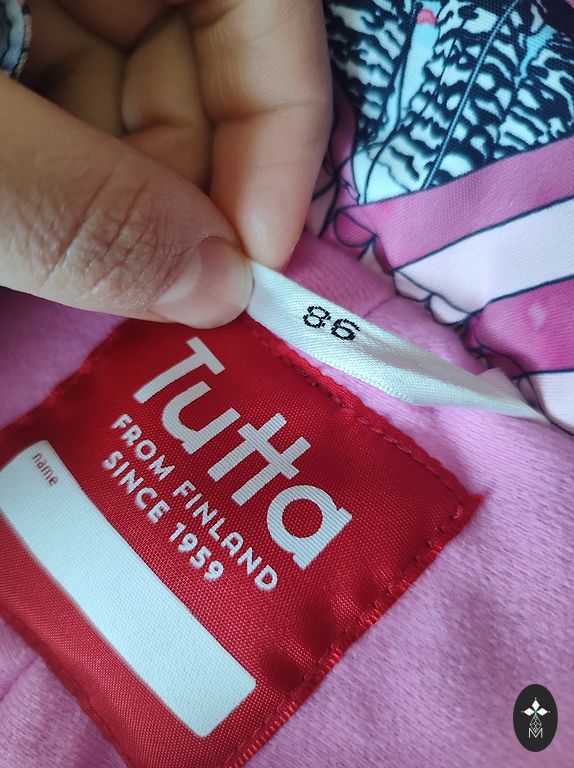 86
Tutta
FROM FINLAND
SINCE 1959
name
M